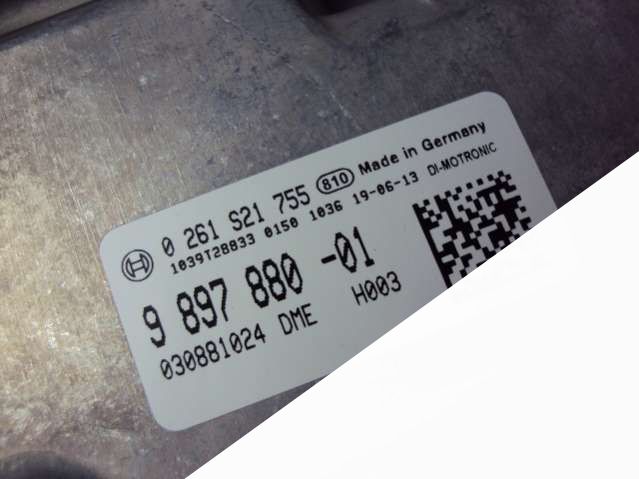 0 261 S21 755 810 Made in Germany
1039T28833 0150 1036 19-06-13 DI-MOTRONIC
9 897 880 -01
030881024 DME H003